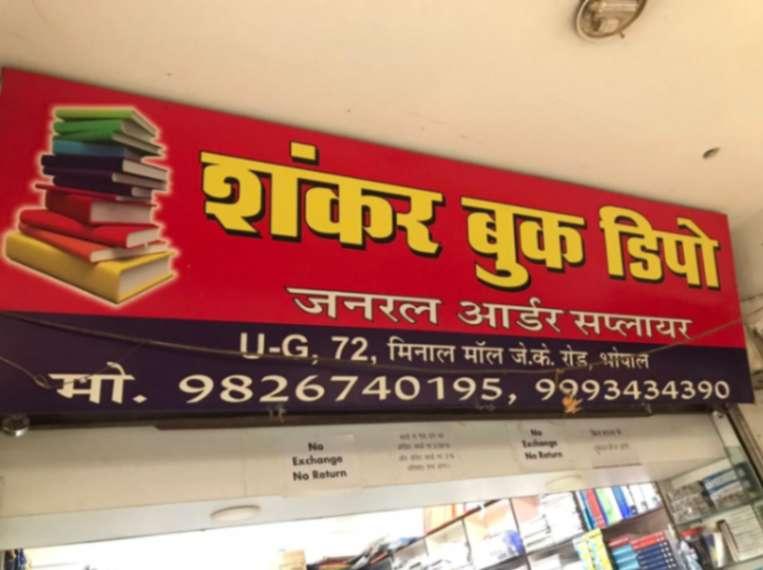 शंकर बुक डिपो
जनरल आर्डर सप्लायर
U-G, 72, मिनाल मॉल जे.के. रोड, भोपाल
मो. 9826740195, 9993434390
No
Exchange
No Return
No
Exchange
No Return